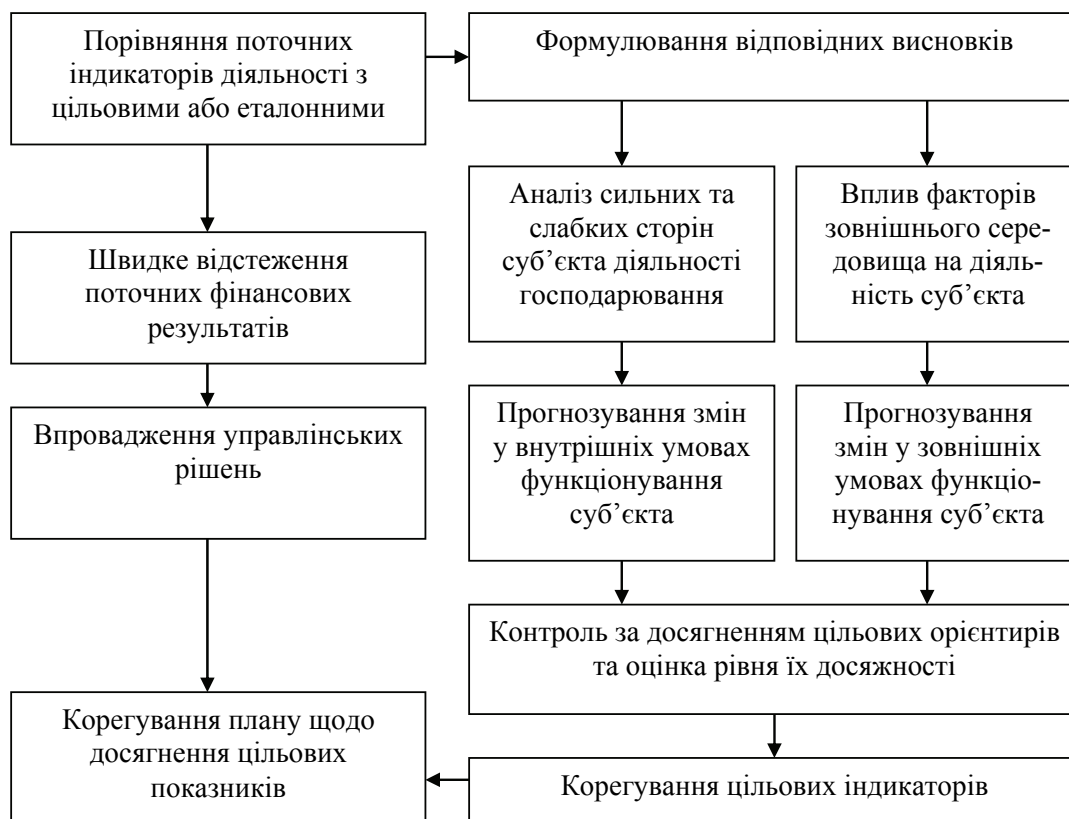 Порівняння поточних
індикаторів діяльності з
цільовими або еталонними
Формулювання відповідних висновків
Аналіз сильних та
слабких сторін
суб’єкта діяльності
господарювання
Вплив факторів
зовнішнього сере-
довища на діяль-
ність суб’єкта
Швидке відстеження
поточних фінансових
результатів
Впровадження управлінських
рішень
Прогнозування змін
у внутрішніх умовах
функціонування
суб’єкта
Прогнозування
змін у зовнішніх
умовах функціо-
нування суб’єкта
Контроль за досягненням цільових орієнтирів
та оцінка рівня їх досяжності
Корегування плану щодо
досягнення цільових
показників
Корегування цільових індикаторів